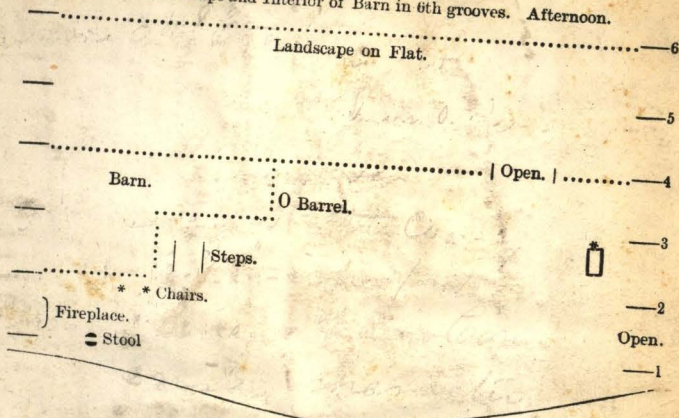 and Interior of Barn in 6th grooves. Afternoon.
6
Landscape on Flat.
5
Open.
4
Barn.
O Barrel.
3
Steps.
* * Chairs.
2
Fireplace.
Stool
Open.
1